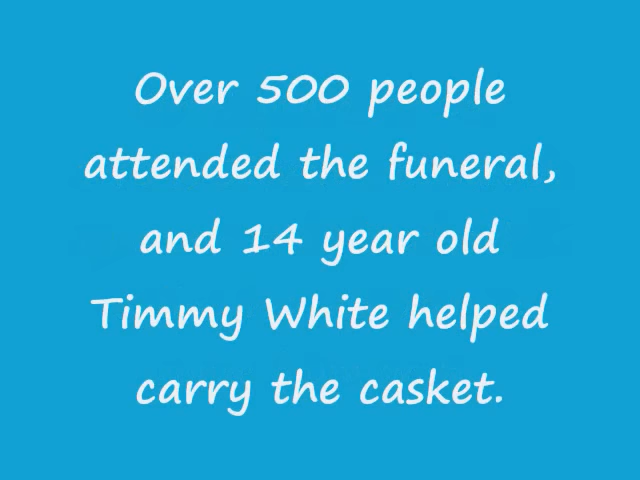 Over 500 people
attended the funeral,
and 14 year old
Timmy White helped
carry the casket.